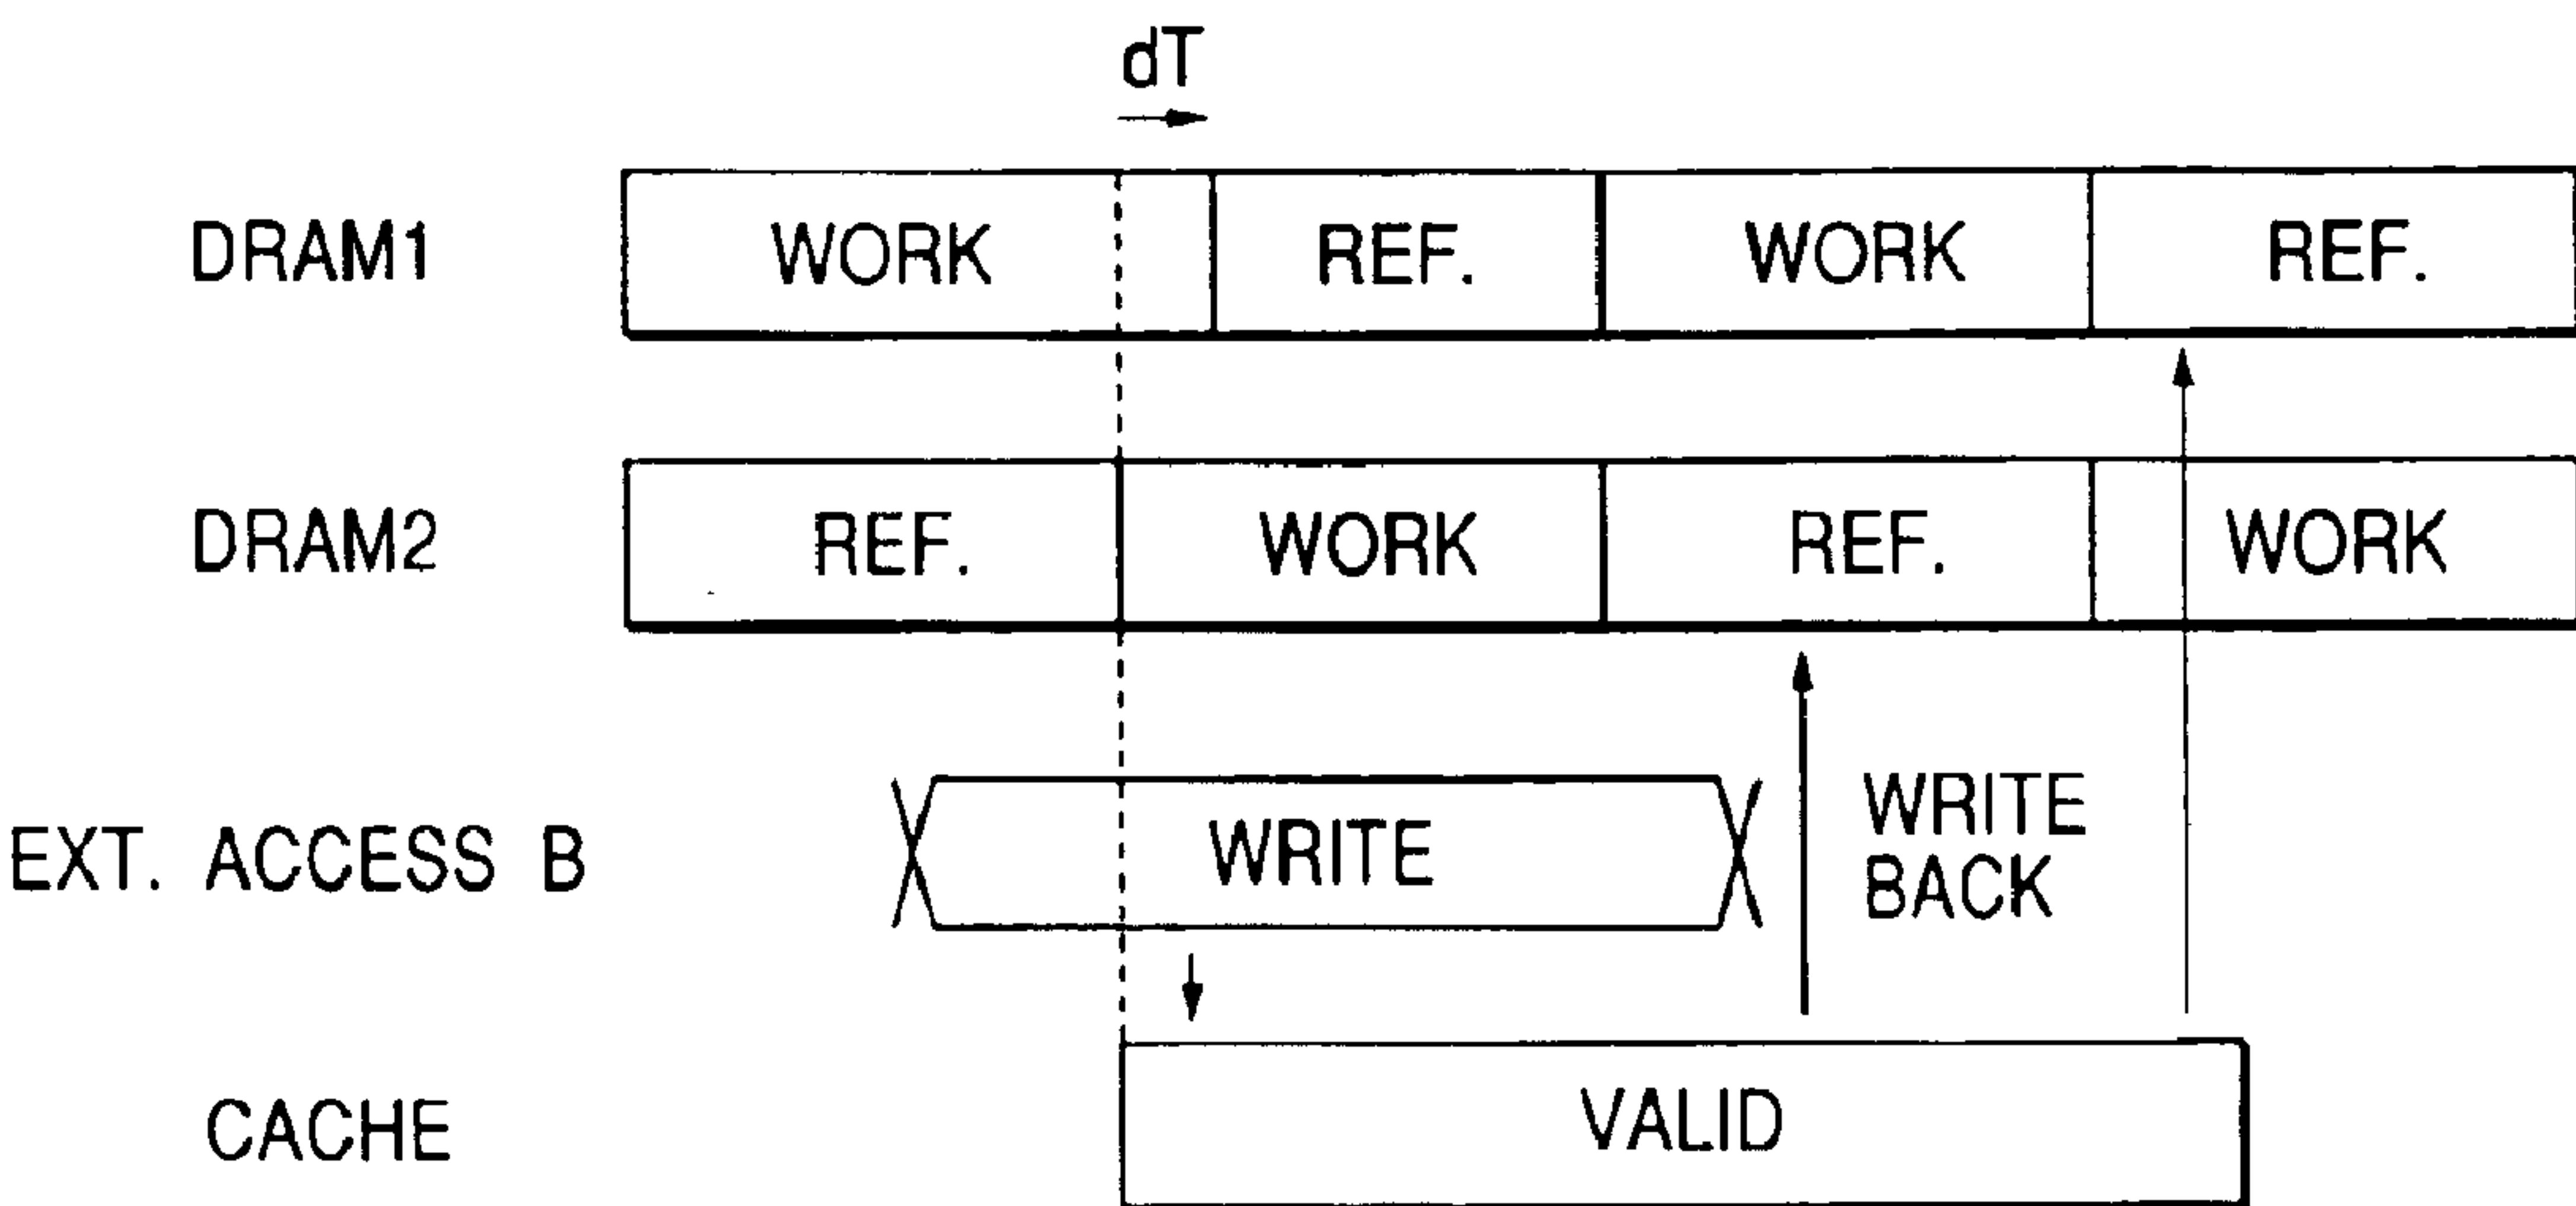 dT
DRAM1 WORK REF. WORK REF.
DRAM2 REF. WORK REF. WORK
EXT. ACCESS B WRITE WRITE
BACK
CACHE VALID